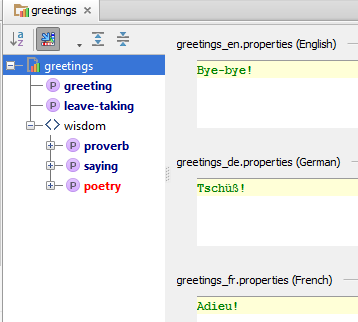 greetings
greetings
greeting
leave-taking
wisdom
proverb
saying
poetry
greetings_en.properties (English)
Bye-bye!
greetings_de.properties (German)
Tschüß!
greetings_fr.properties (French)
Adieu!